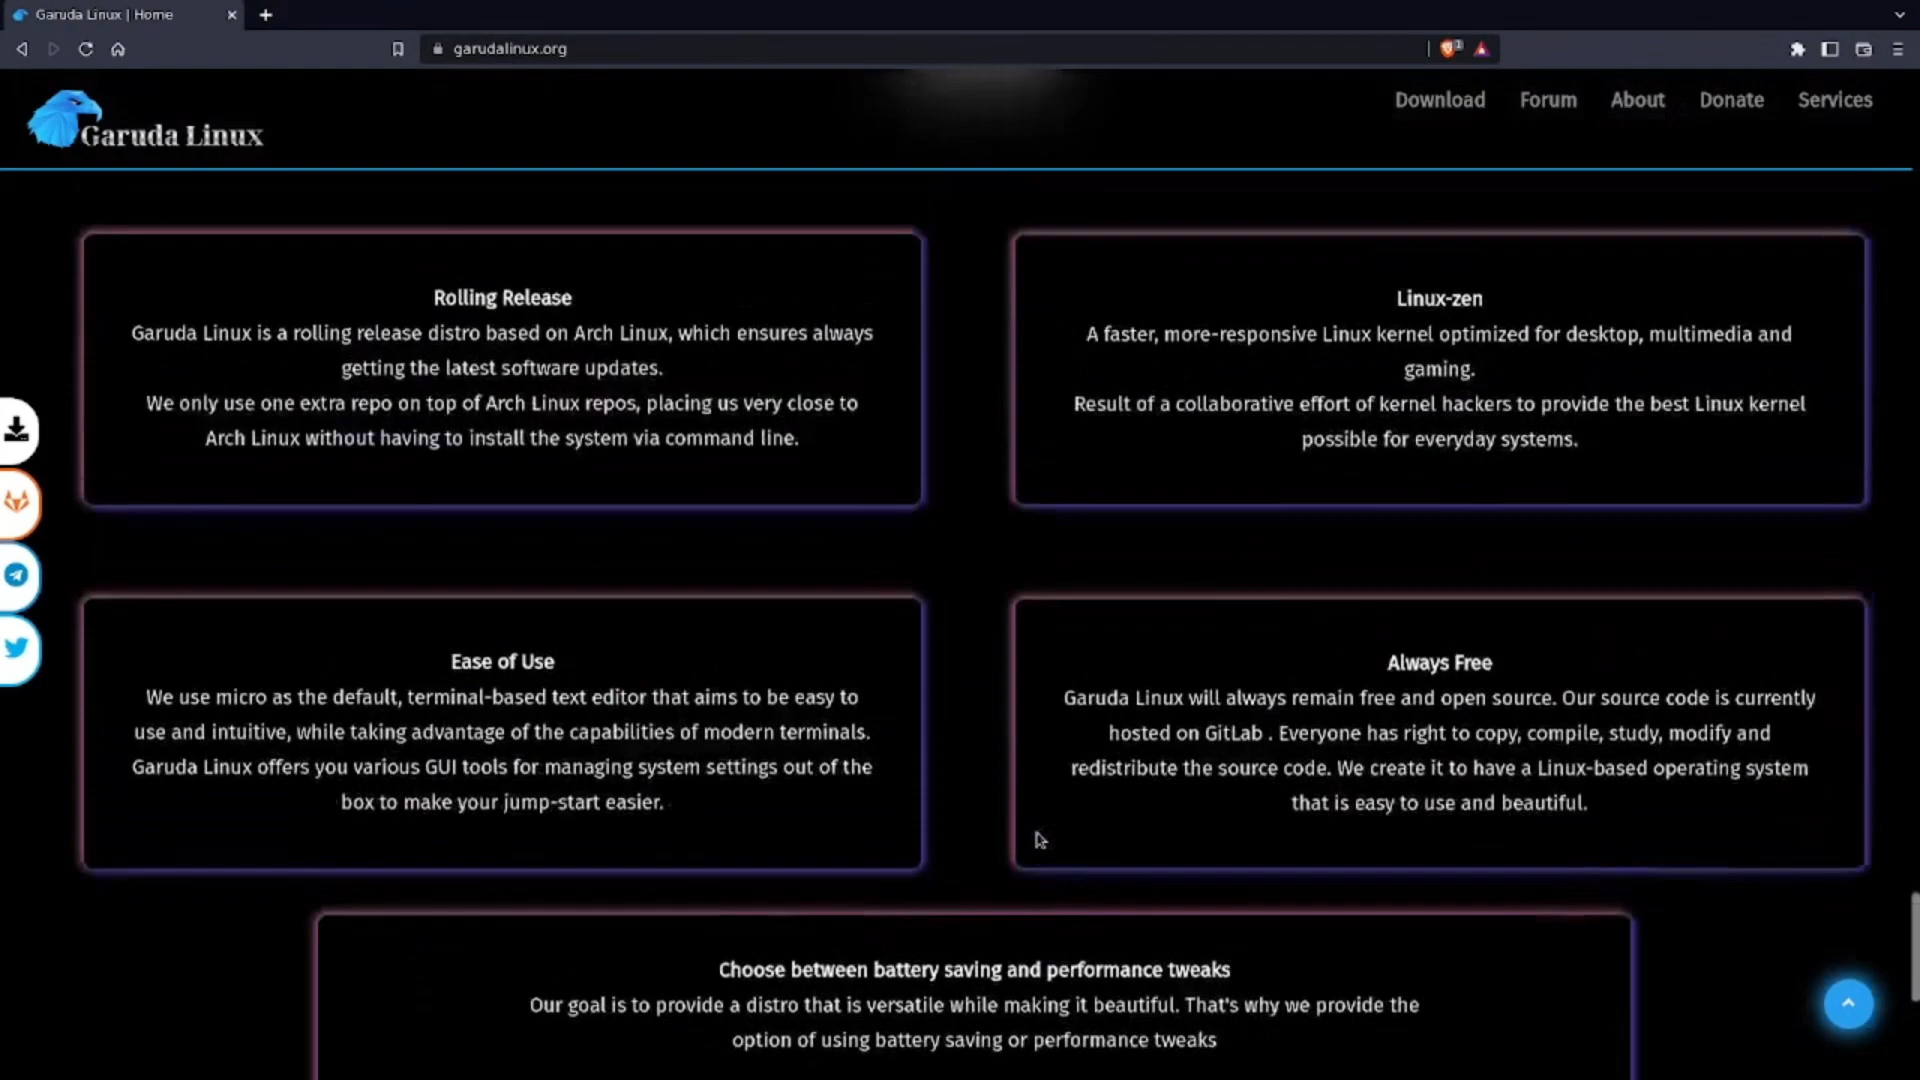 Garuda Linux | Home
garudalinux.org
1
Garuda Linux
Download
Forum
About
Donate
Services
Rolling Release
Garuda Linux is a rolling release distro based on Arch Linux, which ensures always
getting the latest software updates.
We only use one extra repo on top of Arch Linux repos, placing us very close to
Arch Linux without having to install the system via command line.
Linux-zen
A faster, more-responsive Linux kernel optimized for desktop, multimedia and
gaming.
Result of a collaborative effort of kernel hackers to provide the best Linux kernel
possible for everyday systems.
Ease of Use
We use micro as the default, terminal-based text editor that aims to be easy to
use and intuitive, while taking advantage of the capabilities of modern terminals.
Garuda Linux offers you various GUI tools for managing system settings out of the
box to make your jump-start easier.
Always Free
Garuda Linux will always remain free and open source. Our source code is currently
hosted on GitLab . Everyone has right to copy, compile, study, modify and
redistribute the source code. We create it to have a Linux-based operating system
that is easy to use and beautiful.
Choose between battery saving and performance tweaks
Our goal is to provide a distro that is versatile while making it beautiful. That's why we provide the
option of using battery saving or performance tweaks